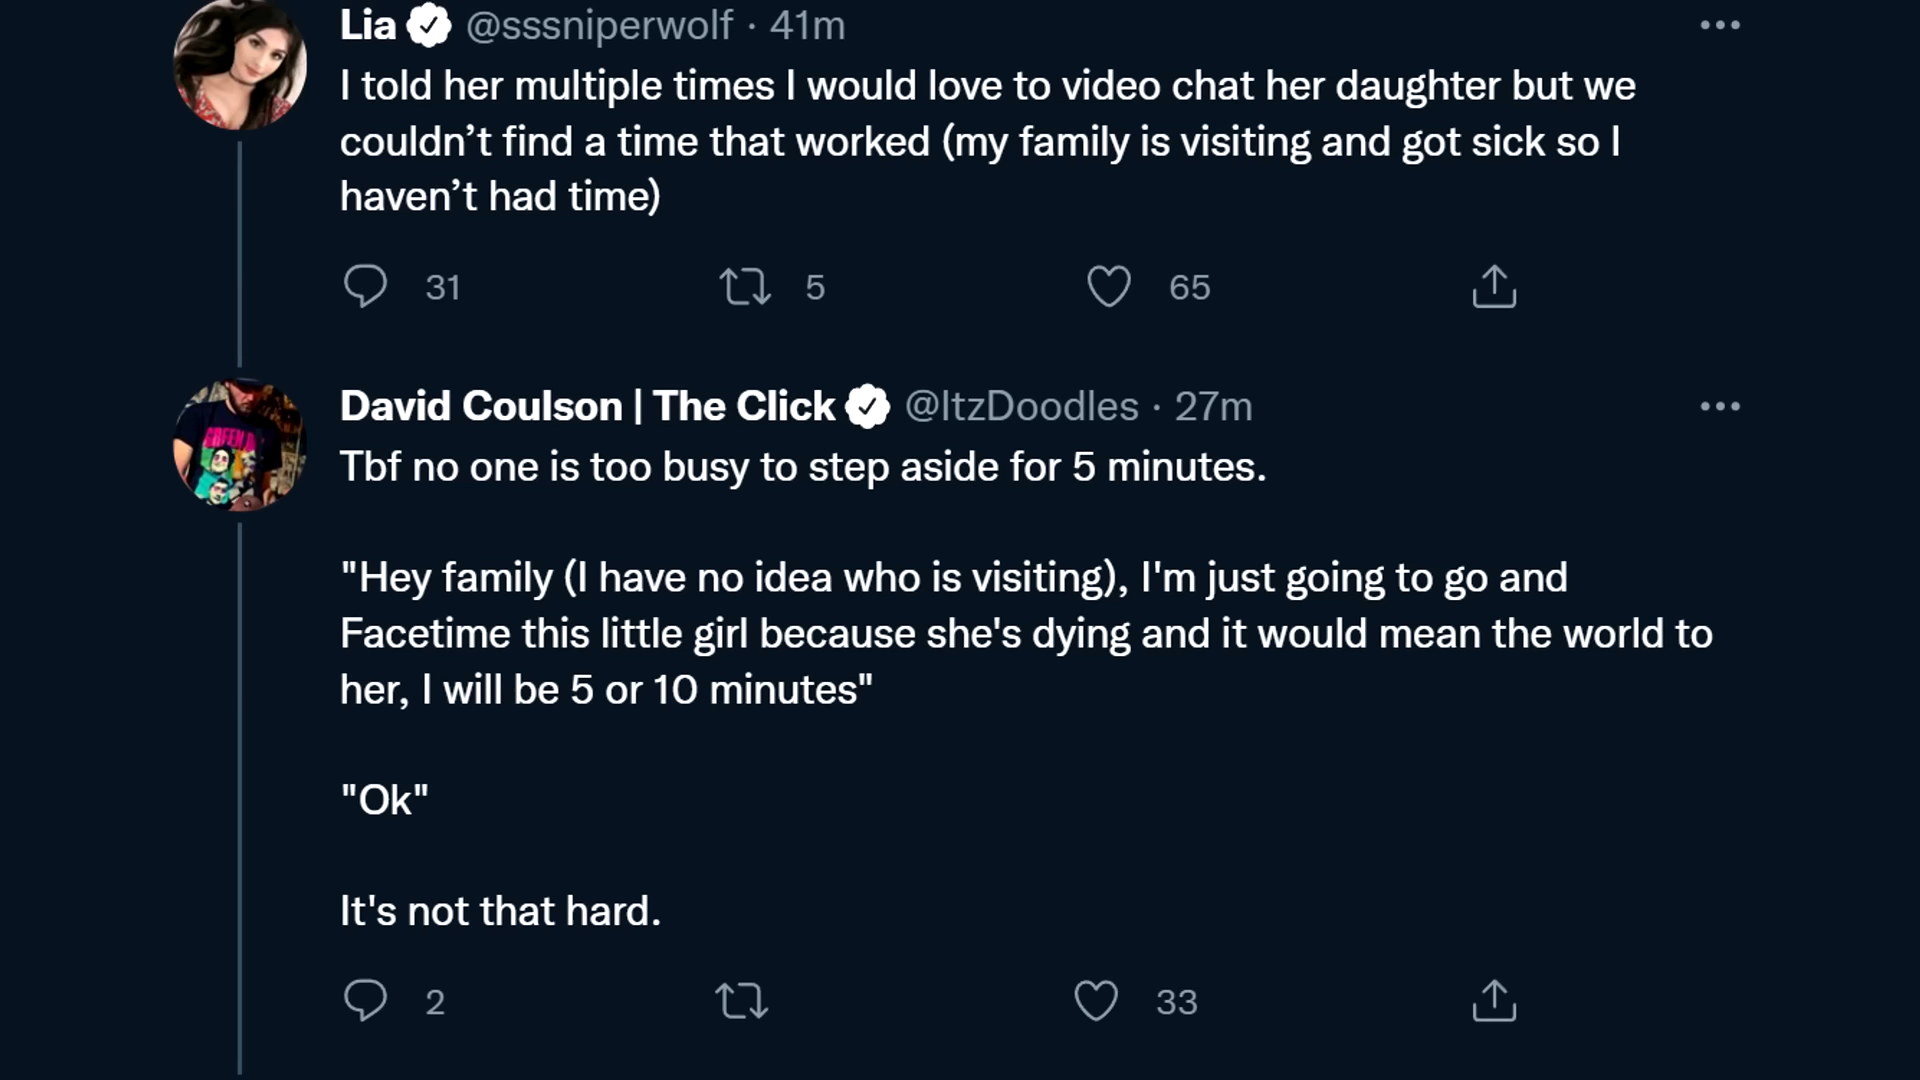 Lia @sssniperwolf · 41m
I told her multiple times I would love to video chat her daughter but we
couldn’t find a time that worked (my family is visiting and got sick so I
haven’t had time)
31 5 65
David Coulson | The Click @ItzDoodles · 27m
Tbf no one is too busy to step aside for 5 minutes.
"Hey family (I have no idea who is visiting), I'm just going to go and
Facetime this little girl because she's dying and it would mean the world to
her, I will be 5 or 10 minutes"
"Ok"
It's not that hard.
2 33